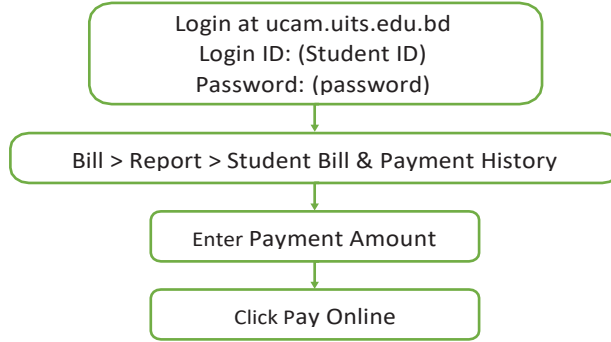 Login at ucam.uits.edu.bd
Login ID: (Student ID)
Password: (password)
Bill > Report > Student Bill & Payment History
Enter Payment Amount
Click Pay Online